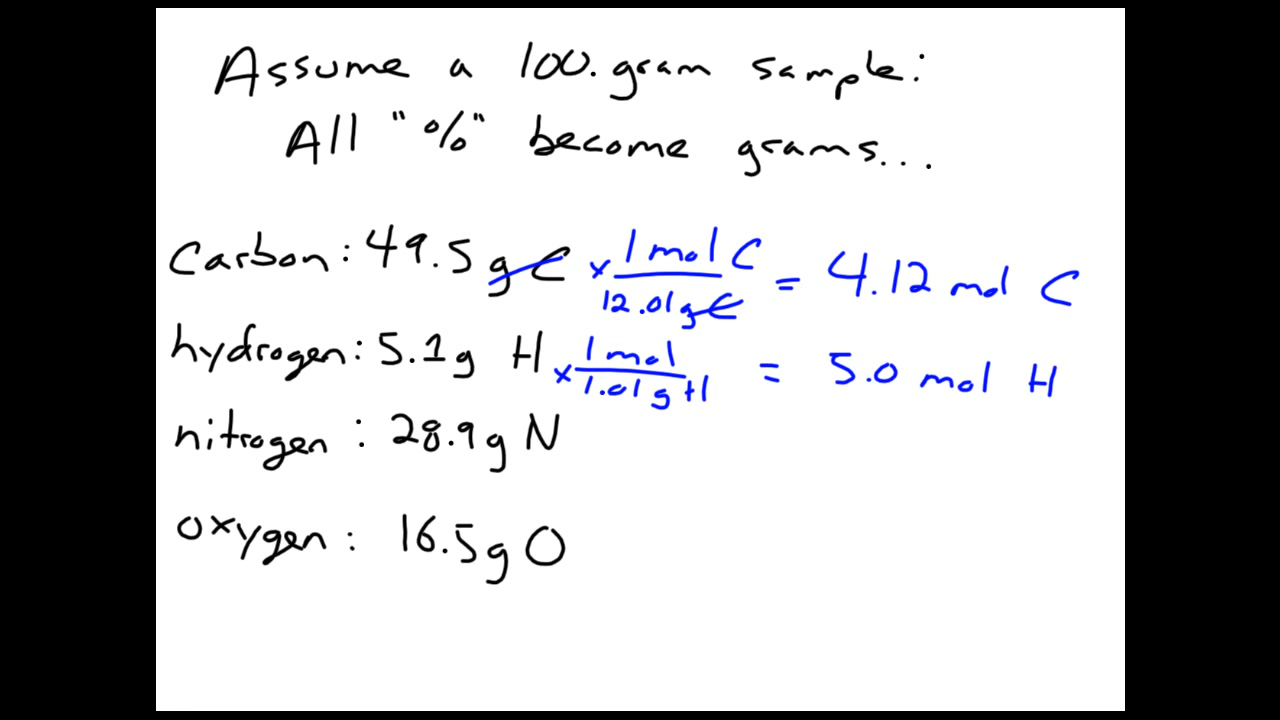 Assume a 100. gram sample:
All "%" become grams...
Carbon: 49.5 g C × 1 mol C / 12.01 g C = 4.12 mol C
hydrogen: 5.1 g H × 1 mol / 1.01 g H = 5.0 mol H
nitrogen: 28.9 g N
oxygen: 16.5 g O